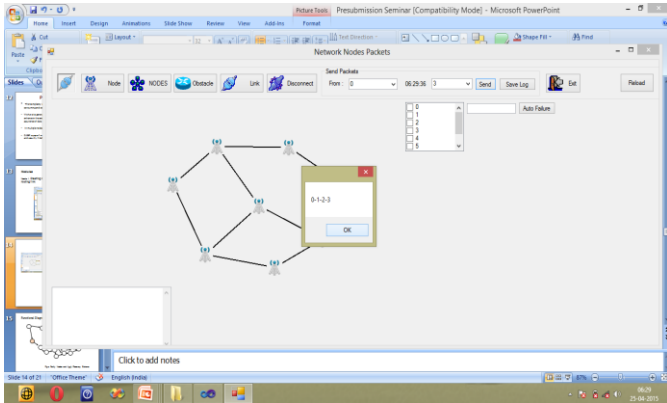 Picture Tools
Presubmission Seminar [Compatibility Mode] - Microsoft PowerPoint
Home Insert Design Animations Slide Show Review View Add-Ins Format
Cut
Layout
Text Direction
Shape Fill
Find
Paste
Network Nodes Packets
Slides
Node
NODES
Obstacle
Link
Disconnect
Send Packets
From: 0
06:29:36
3
Send
Save Log
Exit
Reload
0
1
2
3
4
5
Auto Failure
0-1-2-3
OK
14
15
Click to add notes
Slide 14 of 21
"Office Theme"
English (India)
87%
06:29
25-04-2015